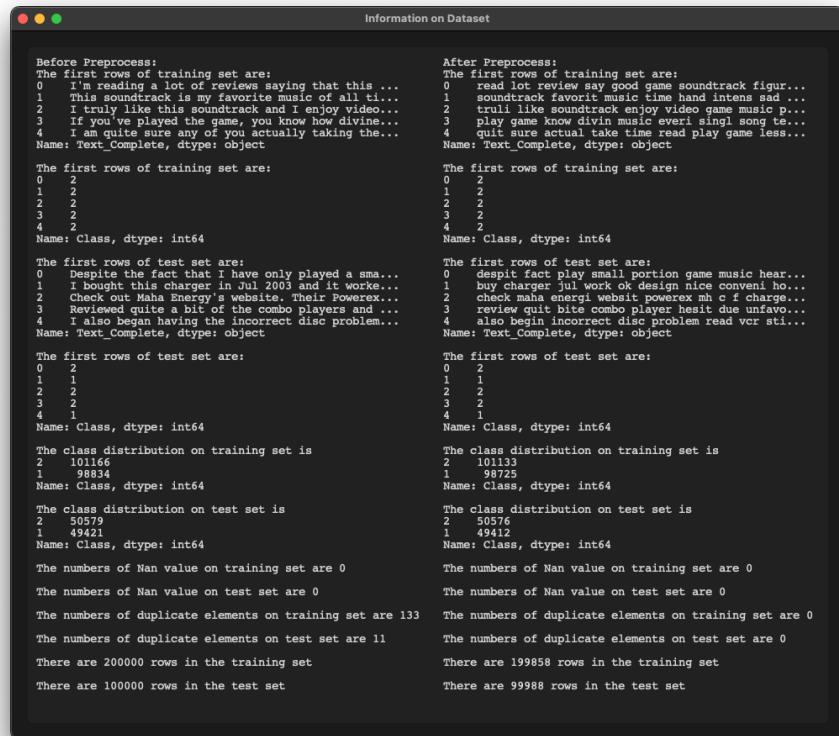 Information on Dataset
Before Preprocess:
The first rows of training set are:
0    I'm reading a lot of reviews saying that this ...
1    This soundtrack is my favorite music of all ti...
2    I truly like this soundtrack and I enjoy video...
3    If you've played the game, you know how divine...
4    I am quite sure any of you actually taking the...
Name: Text_Complete, dtype: object
The first rows of training set are:
0    2
1    2
2    2
3    2
4    2
Name: Class, dtype: int64
The first rows of test set are:
0    Despite the fact that I have only played a sma...
1    I bought this charger in Jul 2003 and it worke...
2    Check out Maha Energy's website. Their Powerex...
3    Reviewed quite a bit of the combo players and ...
4    I also began having the incorrect disc problem...
Name: Text_Complete, dtype: object
The first rows of test set are:
0    2
1    1
2    2
3    2
4    1
Name: Class, dtype: int64
The class distribution on training set is
2    101166
1     98834
Name: Class, dtype: int64
The class distribution on test set is
2    50579
1    49421
Name: Class, dtype: int64
The numbers of Nan value on training set are 0
The numbers of Nan value on test set are 0
The numbers of duplicate elements on training set are 133
The numbers of duplicate elements on test set are 11
There are 200000 rows in the training set
There are 100000 rows in the test set
After Preprocess:
The first rows of training set are:
0    read lot review say good game soundtrack figur...
1    soundtrack favorit music time hand intens sad ...
2    truli like soundtrack enjoy video game music p...
3    play game know divin music everi singl song te...
4    quit sure actual take time read play game less...
Name: Text_Complete, dtype: object
The first rows of training set are:
0    2
1    2
2    2
3    2
4    2
Name: Class, dtype: int64
The first rows of test set are:
0    despit fact play small portion game music hear...
1    buy charger jul work ok design nice conveni ho...
2    check maha energi websit powerex mh c f charge...
3    review quit bite combo player hesit due unfavo...
4    also begin incorrect disc problem read vcr sti...
Name: Text_Complete, dtype: object
The first rows of test set are:
0    2
1    1
2    2
3    2
4    1
Name: Class, dtype: int64
The class distribution on training set is
2    101133
1     98725
Name: Class, dtype: int64
The class distribution on test set is
2    50576
1    49412
Name: Class, dtype: int64
The numbers of Nan value on training set are 0
The numbers of Nan value on test set are 0
The numbers of duplicate elements on training set are 0
The numbers of duplicate elements on test set are 0
There are 199858 rows in the training set
There are 99988 rows in the test set